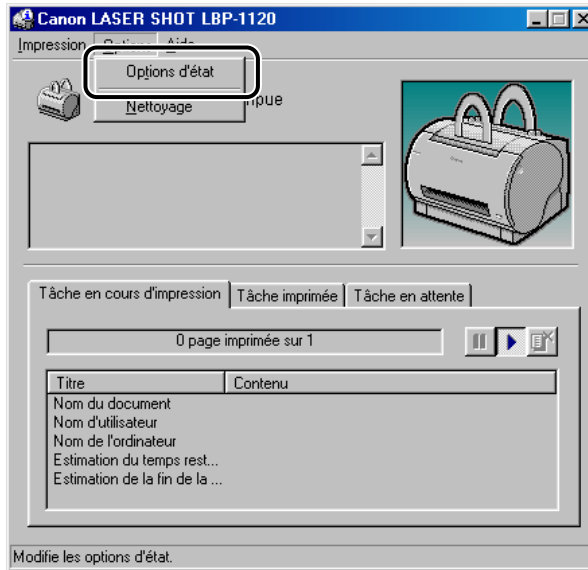 Canon LASER SHOT LBP-1120
Impression Options Aide
Options d'état
Nettoyage
Tâche en cours d'impression Tâche imprimée Tâche en attente
0 page imprimée sur 1
Titre Contenu
Nom du document
Nom d'utilisateur
Nom de l'ordinateur
Estimation du temps rest...
Estimation de la fin de la ...
Modifie les options d'état.